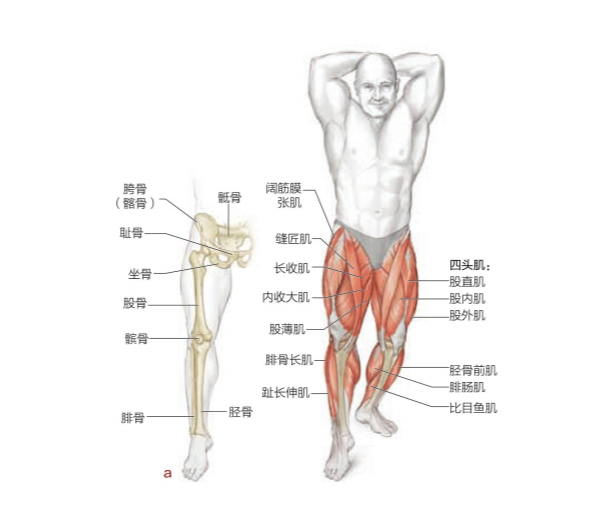 胯骨
（髂骨）
骶骨
耻骨
坐骨
股骨
髌骨
腓骨
胫骨
a
阔筋膜
张肌
缝匠肌
长收肌
内收大肌
股薄肌
腓骨长肌
趾长伸肌
四头肌：
股直肌
股内肌
股外肌
胫骨前肌
腓肠肌
比目鱼肌